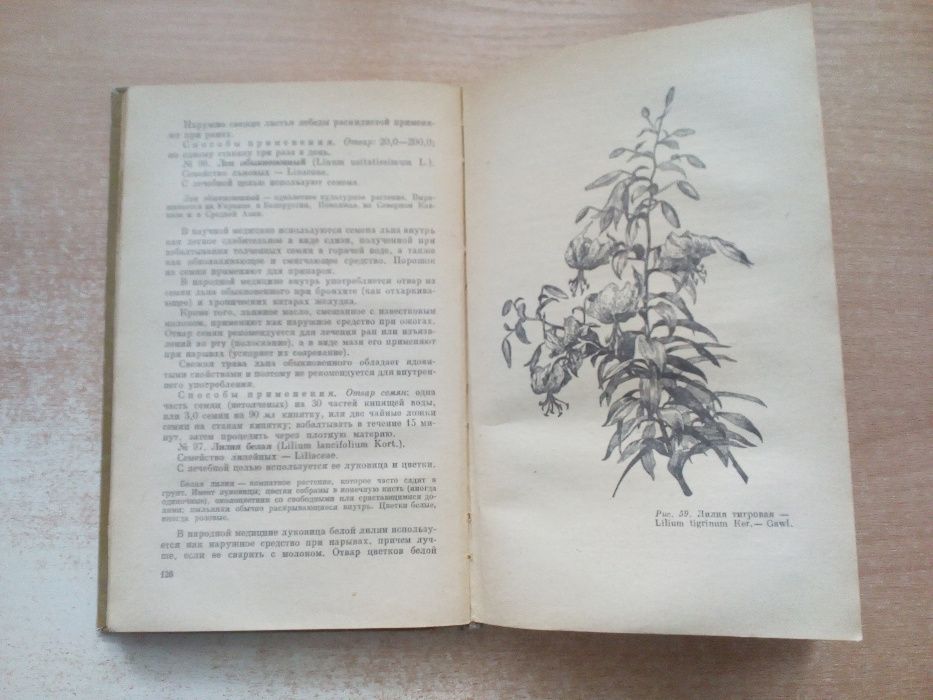 Наружно свежие листья лебеды раскидистой применя-
ют при ранах.
Способы применения. Отвар: 20,0—200,0;
по одному стакану три раза в день.
№ 96. Лен обыкновенный (Linum usitatissimum L.).
Семейство льновых — Linaceae.
С лечебной целью используют семена.
Лен обыкновенный — однолетнее культурное растение. Выра-
щивается на Украине в Белоруссии, Поволжье, на Северном Кав-
казе и в Средней Азии.
В научной медицине используются семена льна внутрь
как легкое слабительное в виде слизи, полученной при
взбалтывании толченых семян в горячей воде, а также
как обволакивающее и смягчающее средство. Порошок
из семян применяют для припарок.
В народной медицине внутрь употребляется отвар из
семян льна обыкновенного при бронхите (как отхаркиваю-
щее) и хронических катарах желудка.
Кроме того, льняное масло, смешанное с известковым
молоком, применяют как наружное средство при ожогах.
Отвар семян рекомендуется для лечения ран или изъязв-
лений во рту (полоскание), а в виде мази его применяют
при нарывах (ускоряет их созревание).
Свежая трава льна обыкновенного обладает ядови-
тыми свойствами и поэтому не рекомендуется для внутрен-
него употребления.
Способы применения. Отвар семян: одна
часть семян (нетолченых) на 30 частей кипящей воды,
или 3,0 семян на 90 мл кипятку, или две чайные ложки
семян на стакан кипятку; взбалтывать в течение 15 ми-
нут, затем процедить через плотную материю.
№ 97. Лилия белая (Lilium lancifolium Kort.).
Семейство лилейных — Liliaceae.
С лечебной целью используется ее луковица и цветки.
Белая лилия — комнатное растение, которое часто садят в
грунт. Имеет луковицы; цветки собраны в конечную кисть (иногда
одиночные), околоцветник со свободными или срастающимися до-
лями; пыльники обычно раскрывающиеся внутрь. Цветки белые,
иногда розовые.
В народной медицине луковица белой лилии использу-
ется как наружное средство при нарывах, причем луч-
ше, если ее сварить с молоком. Отвар цветков белой
126
Рис. 59. Лилия тигровая —
Lilium tigrinum Ker.— Gawl.